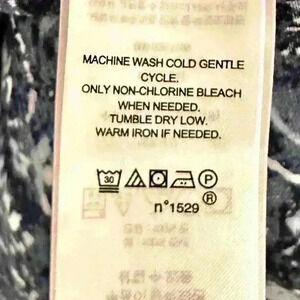 MACHINE WASH COLD GENTLE
CYCLE.
ONLY NON-CHLORINE BLEACH
WHEN NEEDED.
TUMBLE DRY LOW.
WARM IRON IF NEEDED.
30 P
®
n°1529